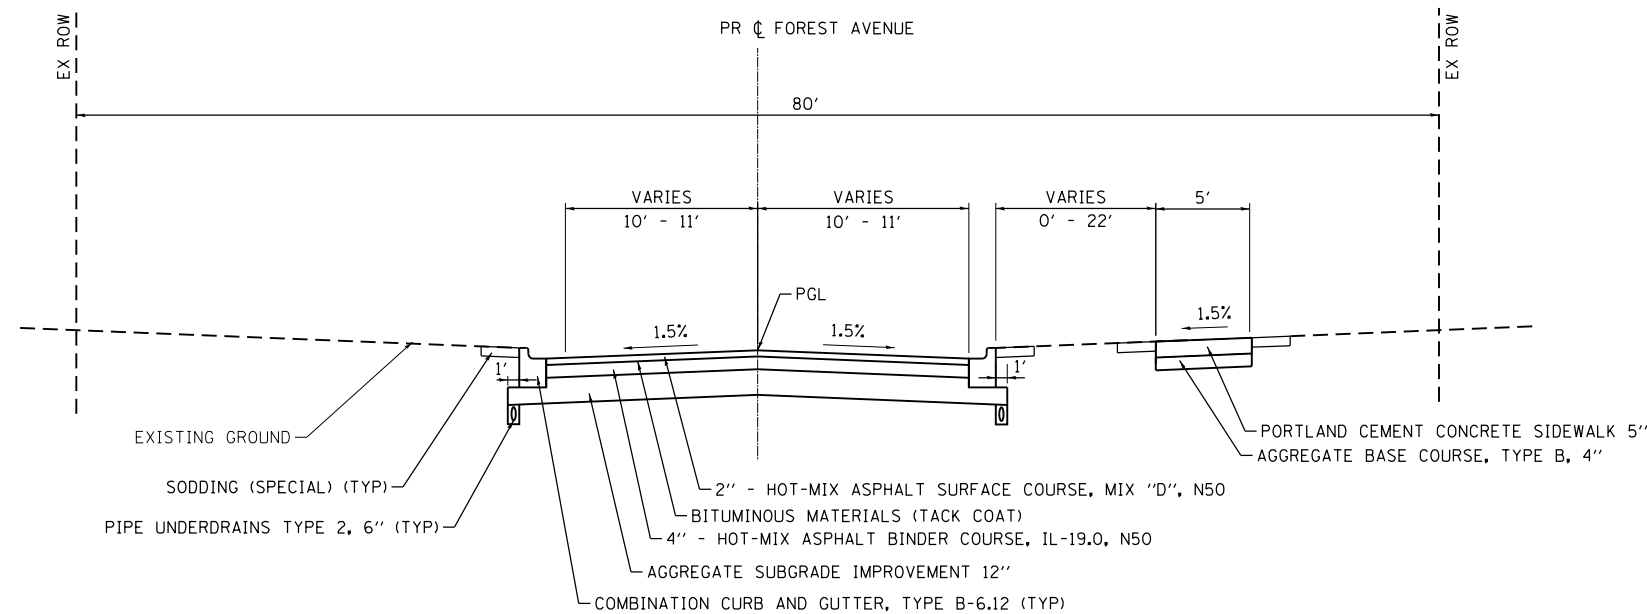 PR ℄ FOREST AVENUE
EX ROW
EX ROW
80'
VARIES
10' - 11'
VARIES
10' - 11'
VARIES
0' - 22'
5'
PGL
1.5%
1.5%
1.5%
1'
1'
EXISTING GROUND
SODDING (SPECIAL) (TYP)
PIPE UNDERDRAINS TYPE 2, 6'' (TYP)
PORTLAND CEMENT CONCRETE SIDEWALK 5''
AGGREGATE BASE COURSE, TYPE B, 4''
2'' - HOT-MIX ASPHALT SURFACE COURSE, MIX "D", N50
BITUMINOUS MATERIALS (TACK COAT)
4'' - HOT-MIX ASPHALT BINDER COURSE, IL-19.0, N50
AGGREGATE SUBGRADE IMPROVEMENT 12''
COMBINATION CURB AND GUTTER, TYPE B-6.12 (TYP)